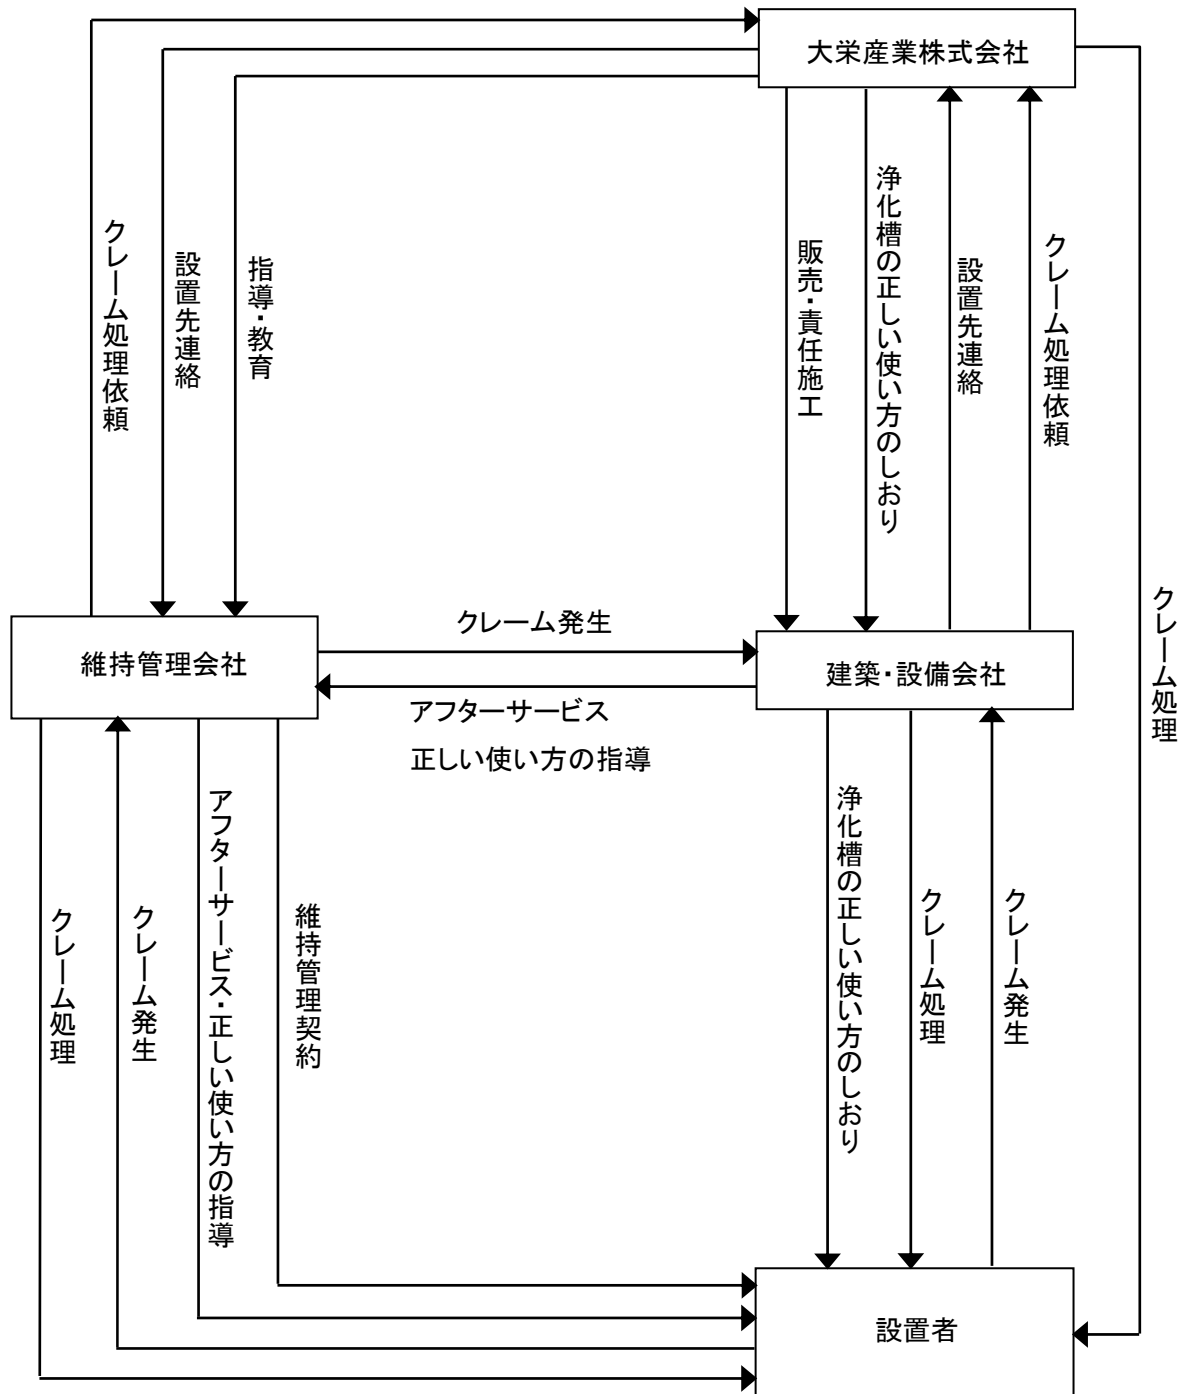 大栄産業株式会社
クレーム処理依頼
設置先連絡
指導・教育
販売・責任施工
浄化槽の正しい使い方のしおり
設置先連絡
クレーム処理依頼
クレーム処理
維持管理会社
クレーム発生
アフターサービス
正しい使い方の指導
建築・設備会社
クレーム処理
クレーム発生
アフターサービス・正しい使い方の指導
維持管理契約
浄化槽の正しい使い方のしおり
クレーム処理
クレーム発生
設置者